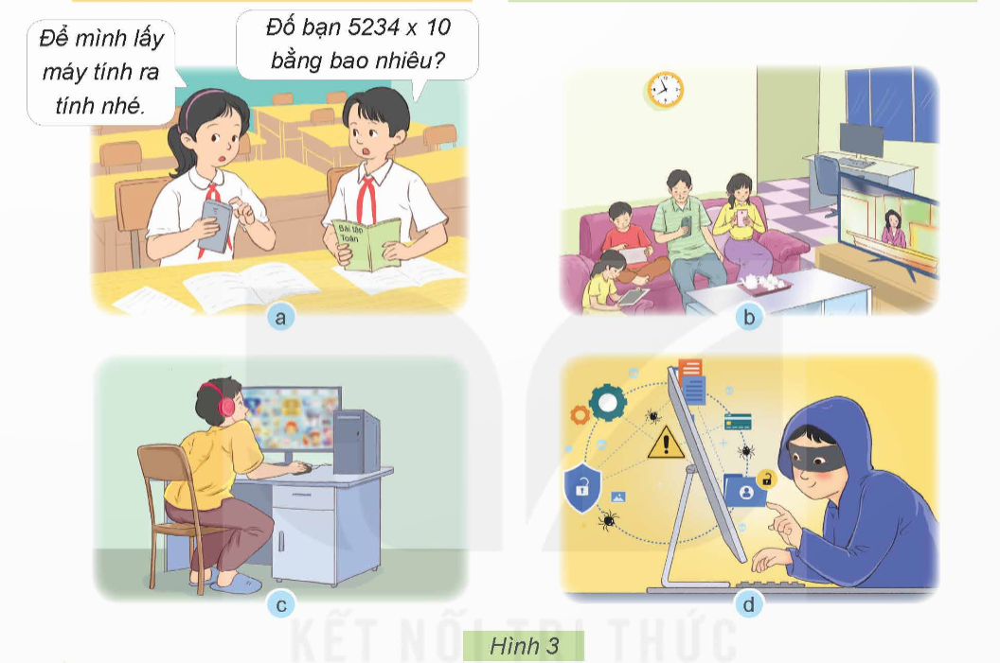 Để mình lấy
máy tính ra
tính nhé.
Đố bạn 5234 x 10
bằng bao nhiêu?
Bài tập
Toán
a
b
c
d
KẾT NỐI TRI THỨC
Hình 3